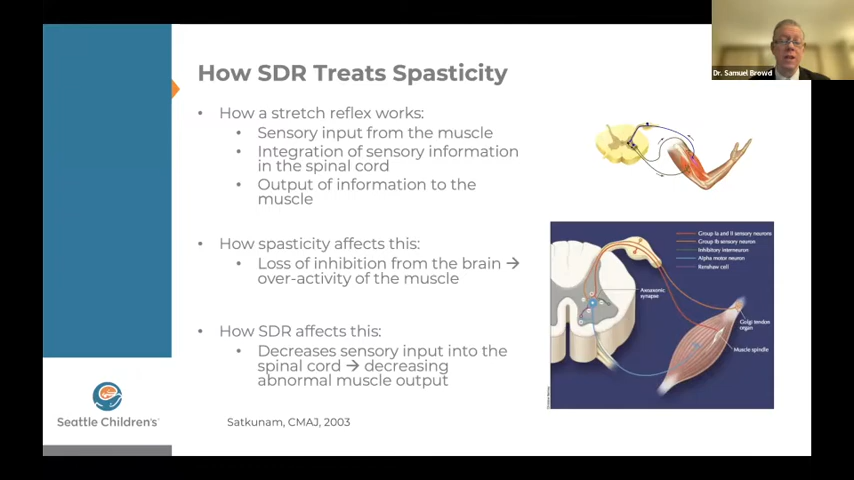 Dr. Samuel Browd
How SDR Treats Spasticity
• How a stretch reflex works:
• Sensory input from the muscle
• Integration of sensory information
in the spinal cord
• Output of information to the
muscle
• How spasticity affects this:
• Loss of inhibition from the brain →
over-activity of the muscle
• How SDR affects this:
• Decreases sensory input into the
spinal cord → decreasing
abnormal muscle output
Satkunam, CMAJ, 2003
Group Ia and II sensory neurons
Group Ib sensory neuron
Inhibitory interneuron
Alpha motor neuron
Renshaw cell
Axoaxonic
synapse
Golgi tendon
organ
Muscle spindle
Seattle Children's